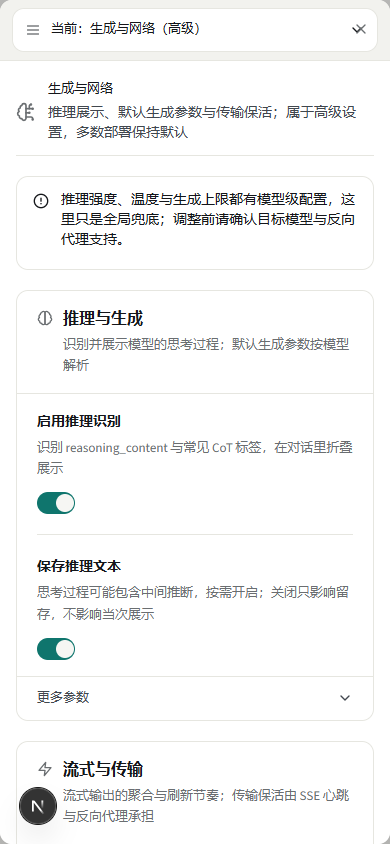 当前：生成与网络（高级）
生成与网络
推理展示、默认生成参数与传输保活；属于高级设
置，多数部署保持默认
推理强度、温度与生成上限都有模型级配置，这
里只是全局兜底；调整前请确认目标模型与反向
代理支持。
推理与生成
识别并展示模型的思考过程；默认生成参数按模型
解析
启用推理识别
识别 reasoning_content 与常见 CoT 标签，在对话里折叠
展示
保存推理文本
思考过程可能包含中间推断，按需开启；关闭只影响留
存，不影响当次展示
更多参数
流式与传输
流式输出的聚合与刷新节奏；传输保活由 SSE 心跳
与反向代理承担
N